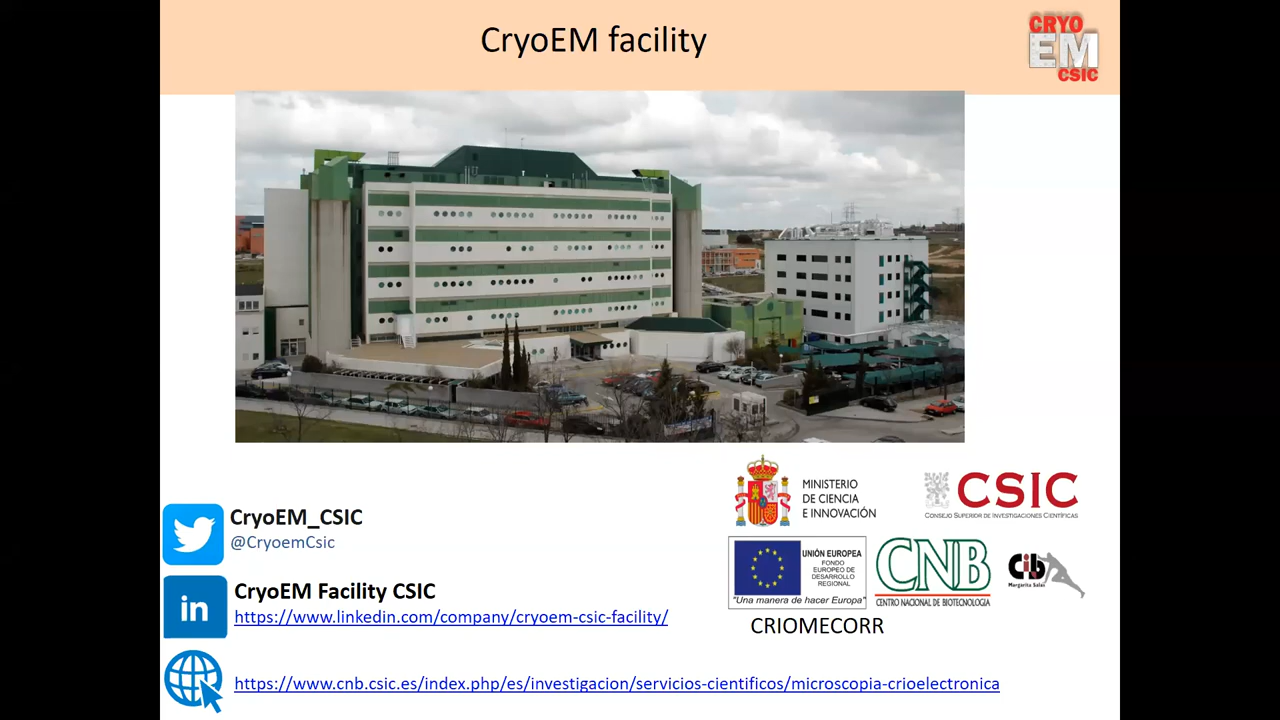 CryoEM facility
CRYO
EM
CSIC
CryoEM_CSIC
@CryoemCsic
in
CryoEM Facility CSIC
https://www.linkedin.com/company/cryoem-csic-facility/
https://www.cnb.csic.es/index.php/es/investigacion/servicios-cientificos/microscopia-crioelectronica
MINISTERIO
DE CIENCIA
E INNOVACIÓN
CSIC
CONSEJO SUPERIOR DE INVESTIGACIONES CIENTÍFICAS
UNIÓN EUROPEA
FONDO
EUROPEO DE
DESARROLLO
REGIONAL
"Una manera de hacer Europa"
CNB
CENTRO NACIONAL DE BIOTECNOLOGIA
Cib
Margarita Salas
CRIOMECORR